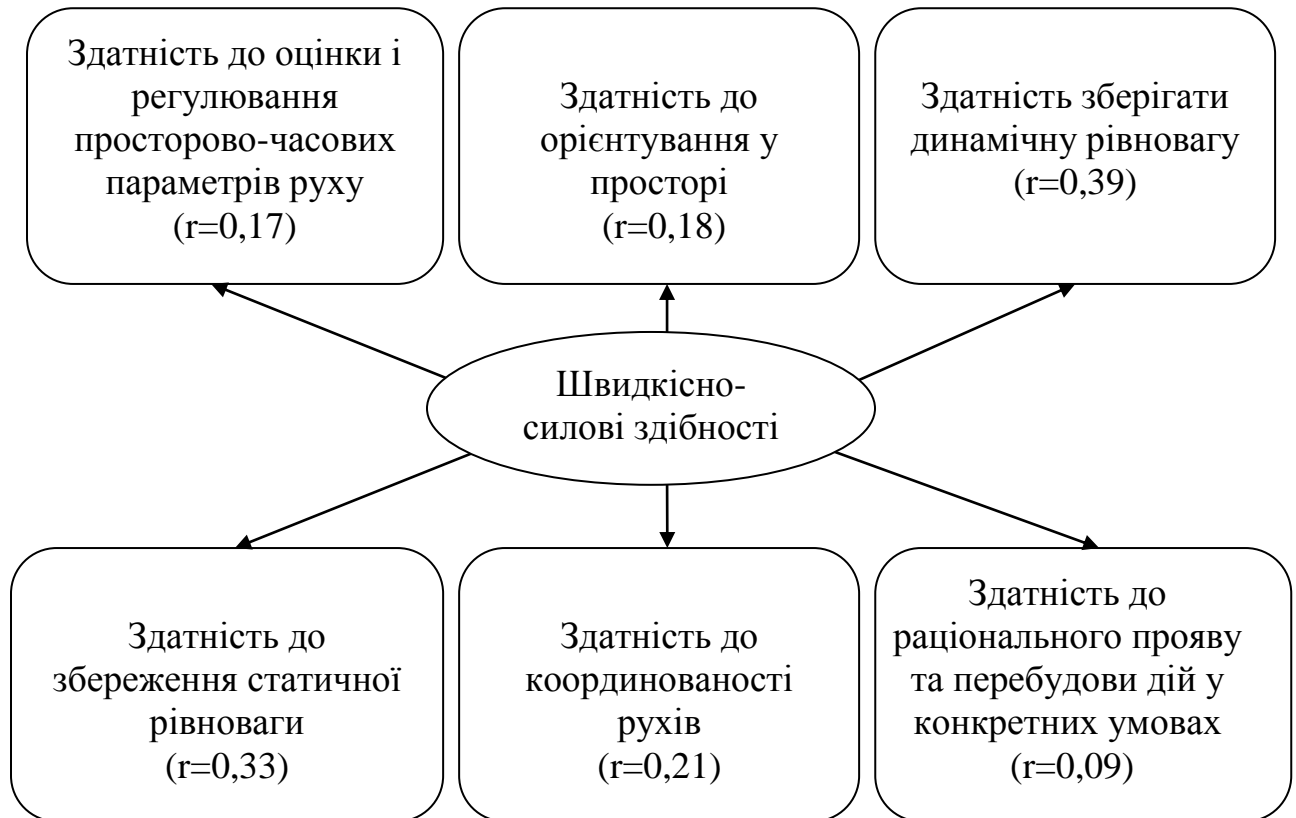 Здатність до оцінки і
регулювання
просторово-часових
параметрів руху
(r=0,17)
Здатність до
орієнтування у
просторі
(r=0,18)
Здатність зберігати
динамічну рівновагу
(r=0,39)
Швидкісно-
силові здібності
Здатність до
збереження статичної
рівноваги
(r=0,33)
Здатність до
координованості
рухів
(r=0,21)
Здатність до
раціонального прояву
та перебудови дій у
конкретних умовах
(r=0,09)